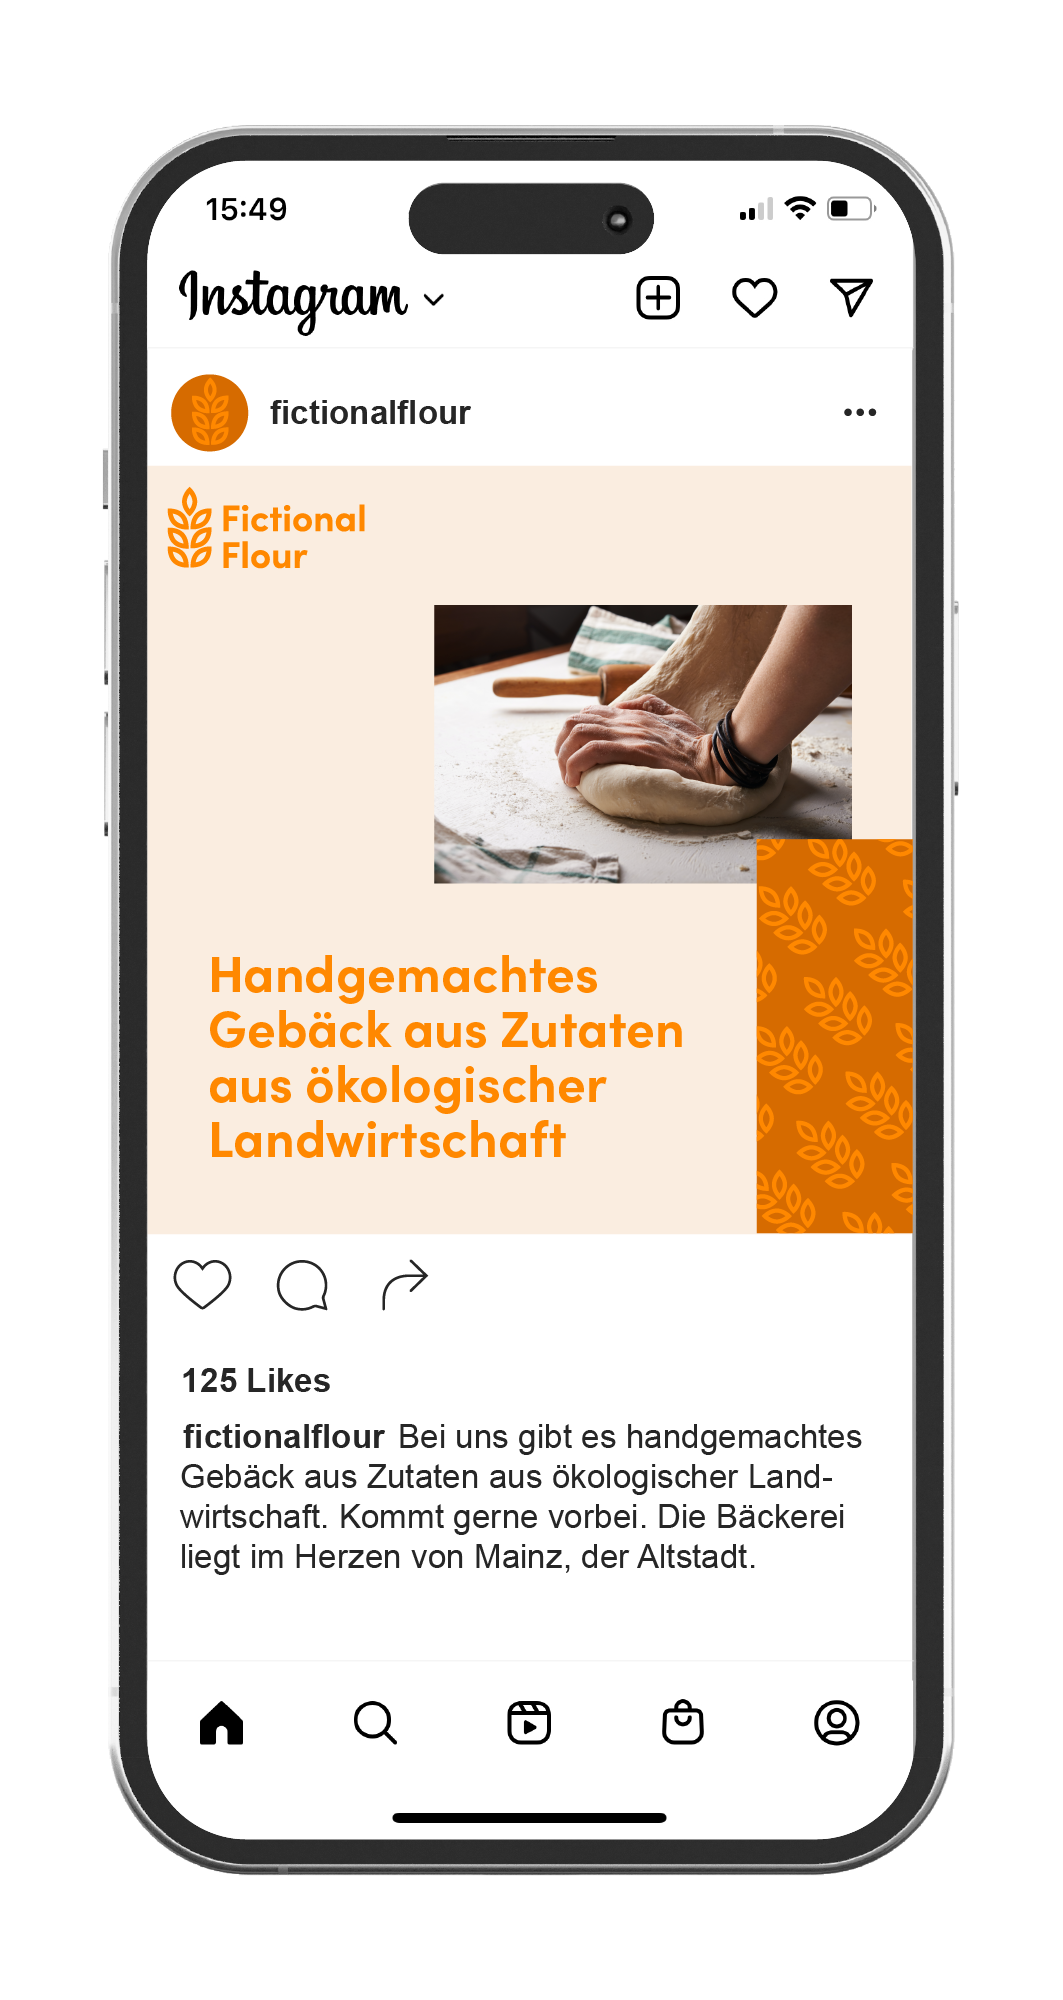 15:49
Instagram
fictionalflour
Fictional
Flour
Handgemachtes
Gebäck aus Zutaten
aus ökologischer
Landwirtschaft
125 Likes
fictionalflour Bei uns gibt es handgemachtes
Gebäck aus Zutaten aus ökologischer Land-
wirtschaft. Kommt gerne vorbei. Die Bäckerei
liegt im Herzen von Mainz, der Altstadt.